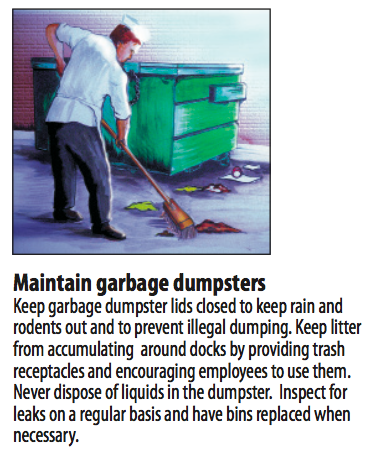 Maintain garbage dumpsters
Keep garbage dumpster lids closed to keep rain and
rodents out and to prevent illegal dumping. Keep litter
from accumulating around docks by providing trash
receptacles and encouraging employees to use them.
Never dispose of liquids in the dumpster. Inspect for
leaks on a regular basis and have bins replaced when
necessary.